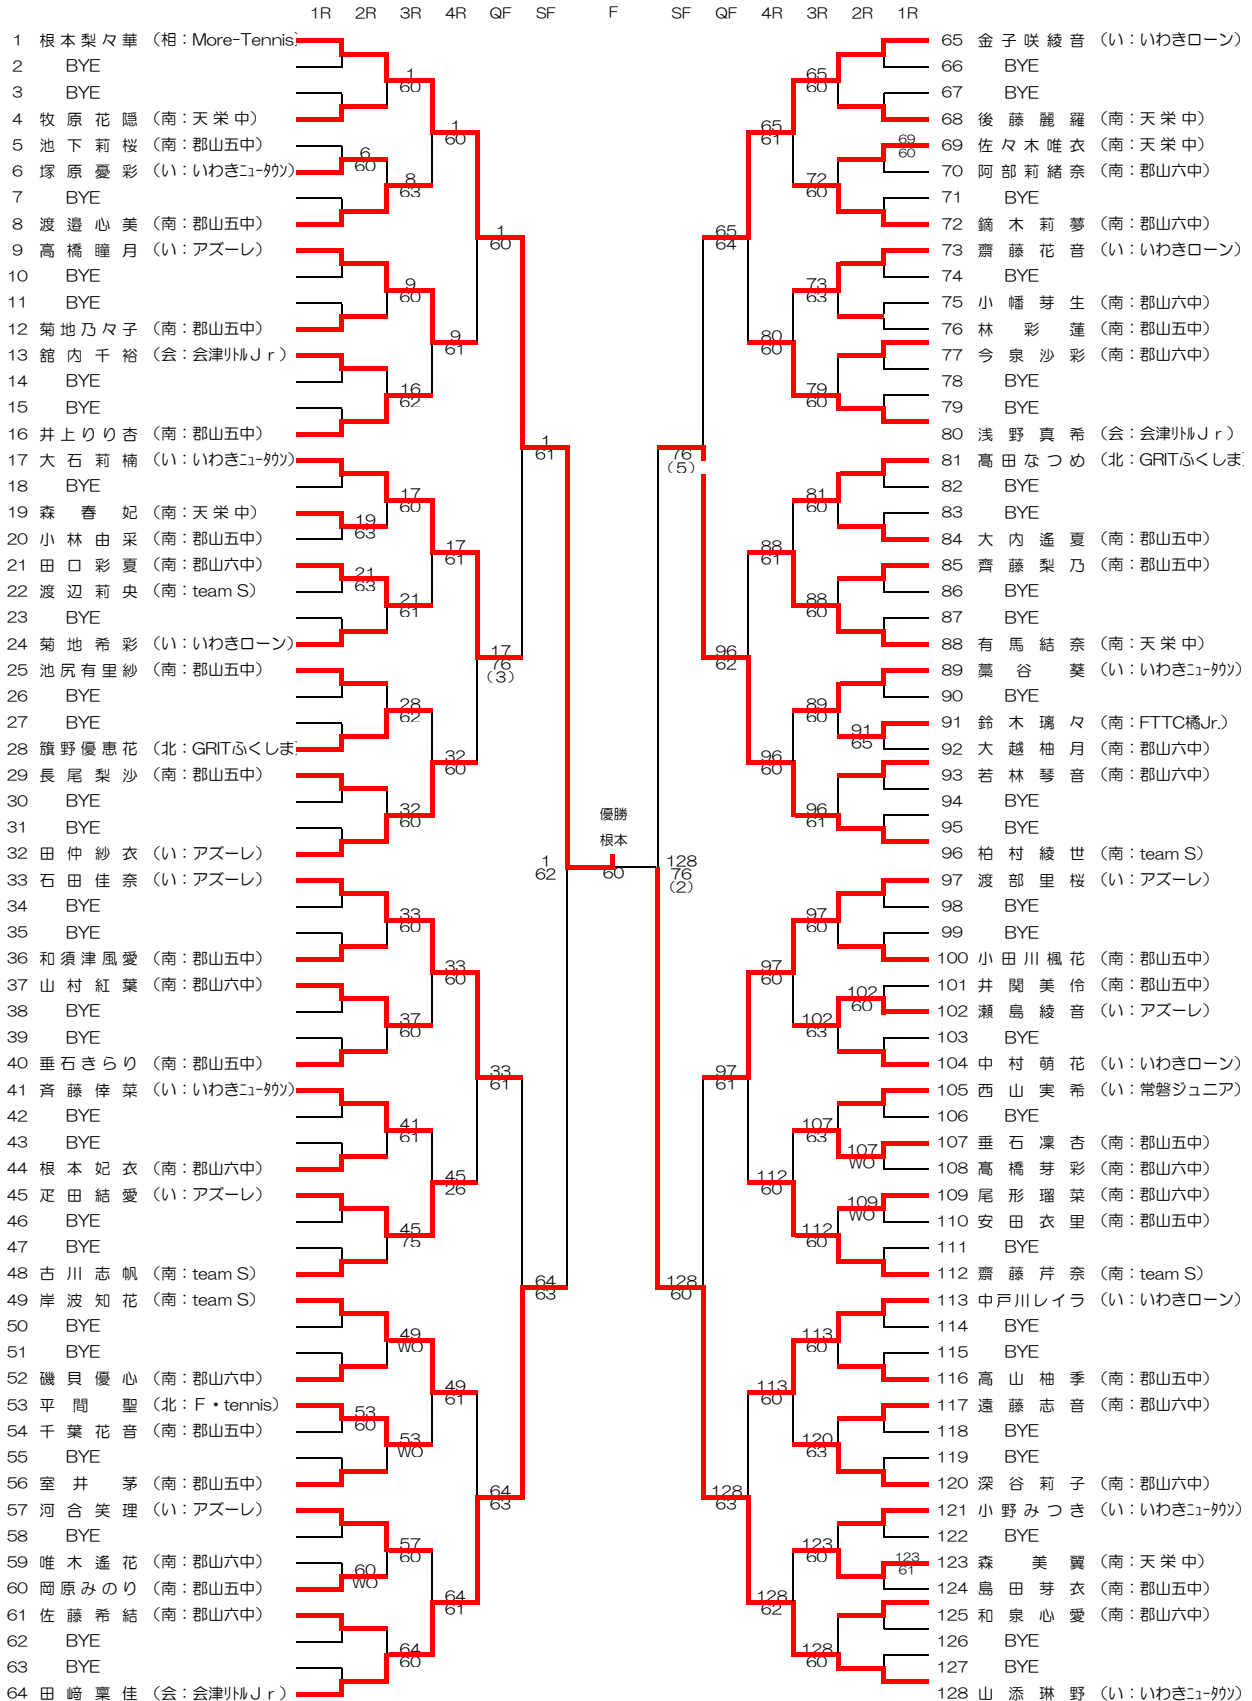 1R 2R 3R 4R QF SF F SF QF 4R 3R 2R 1R
1 根本梨々華 (相：More-Tennis)
2 BYE
3 BYE
4 牧原花隠 (南：天栄中)
5 池下莉桜 (南：郡山五中)
6 塚原憂彩 (い：いわきﾆｭｰﾀｳﾝ)
7 BYE
8 渡邉心美 (南：郡山五中)
9 高橋瞳月 (い：アズーレ)
10 BYE
11 BYE
12 菊地乃々子 (南：郡山五中)
13 舘内千裕 (会：会津ﾘﾄﾙＪｒ)
14 BYE
15 BYE
16 井上りり杏 (南：郡山五中)
17 大石莉楠 (い：いわきﾆｭｰﾀｳﾝ)
18 BYE
19 森春妃 (南：天栄中)
20 小林由采 (南：郡山五中)
21 田口彩夏 (南：郡山六中)
22 渡辺莉央 (南：team S)
23 BYE
24 菊地希彩 (い：いわきローン)
25 池尻有里紗 (南：郡山五中)
26 BYE
27 BYE
28 籏野優恵花 (北：GRITふくしま)
29 長尾梨沙 (南：郡山五中)
30 BYE
31 BYE
32 田仲紗衣 (い：アズーレ)
33 石田佳奈 (い：アズーレ)
34 BYE
35 BYE
36 和須津風愛 (南：郡山五中)
37 山村紅葉 (南：郡山六中)
38 BYE
39 BYE
40 垂石きらり (南：郡山五中)
41 斉藤倖菜 (い：いわきﾆｭｰﾀｳﾝ)
42 BYE
43 BYE
44 根本妃衣 (南：郡山六中)
45 疋田結愛 (い：アズーレ)
46 BYE
47 BYE
48 古川志帆 (南：team S)
49 岸波知花 (南：team S)
50 BYE
51 BYE
52 磯貝優心 (南：郡山六中)
53 平間聖 (北：F・tennis)
54 千葉花音 (南：郡山五中)
55 BYE
56 室井茅 (南：郡山五中)
57 河合笑理 (い：アズーレ)
58 BYE
59 唯木遙花 (南：郡山六中)
60 岡原みのり (南：郡山五中)
61 佐藤希結 (南：郡山六中)
62 BYE
63 BYE
64 田﨑稟佳 (会：会津ﾘﾄﾙＪｒ)
6
60
19
63
21
63
53
60
60
WO
1
60
8
63
9
60
16
62
17
60
21
61
28
62
32
60
33
60
37
60
41
61
45
75
49
WO
53
WO
57
60
64
60
1
60
9
61
17
61
32
60
33
60
45
26
49
61
64
61
1
60
17
76
(3)
33
61
64
63
1
61
64
63
1
62
優勝
根本
60
128
76
(2)
76
(5)
128
60
65
64
96
62
97
61
128
63
65
61
80
60
88
61
96
60
97
60
112
60
113
60
128
62
65
60
72
60
73
63
79
60
81
60
88
60
89
60
96
61
97
60
102
63
107
63
112
60
113
60
120
63
123
60
128
60
91
65
102
60
107
WO
109
WO
69
60
123
61
65 金子咲綾音 (い：いわきローン)
66 BYE
67 BYE
68 後藤麗羅 (南：天栄中)
69 佐々木唯衣 (南：天栄中)
70 阿部莉緒奈 (南：郡山六中)
71 BYE
72 鏑木莉夢 (南：郡山六中)
73 齋藤花音 (い：いわきローン)
74 BYE
75 小幡芽生 (南：郡山六中)
76 林彩蓮 (南：郡山五中)
77 今泉沙彩 (南：郡山六中)
78 BYE
79 BYE
80 浅野真希 (会：会津ﾘﾄﾙＪｒ)
81 髙田なつめ (北：GRITふくしま)
82 BYE
83 BYE
84 大内遙夏 (南：郡山五中)
85 齊藤梨乃 (南：郡山五中)
86 BYE
87 BYE
88 有馬結奈 (南：天栄中)
89 藁谷葵 (い：いわきﾆｭｰﾀｳﾝ)
90 BYE
91 鈴木璃々 (南：FTTC橘Jr.)
92 大越柚月 (南：郡山六中)
93 若林琴音 (南：郡山六中)
94 BYE
95 BYE
96 柏村綾世 (南：team S)
97 渡部里桜 (い：アズーレ)
98 BYE
99 BYE
100 小田川楓花 (南：郡山五中)
101 井関美伶 (南：郡山五中)
102 瀬島綾音 (い：アズーレ)
103 BYE
104 中村萌花 (い：いわきローン)
105 西山実希 (い：常磐ジュニア)
106 BYE
107 垂石凜杏 (南：郡山五中)
108 髙橋芽彩 (南：郡山六中)
109 尾形瑠菜 (南：郡山六中)
110 安田衣里 (南：郡山五中)
111 BYE
112 齋藤芹奈 (南：team S)
113 中戸川レイラ (い：いわきローン)
114 BYE
115 BYE
116 高山柚季 (南：郡山五中)
117 遠藤志音 (南：郡山六中)
118 BYE
119 BYE
120 深谷莉子 (南：郡山六中)
121 小野みつき (い：いわきﾆｭｰﾀｳﾝ)
122 BYE
123 森美翼 (南：天栄中)
124 島田芽衣 (南：郡山五中)
125 和泉心愛 (南：郡山六中)
126 BYE
127 BYE
128 山添琳野 (い：いわきﾆｭｰﾀｳﾝ)